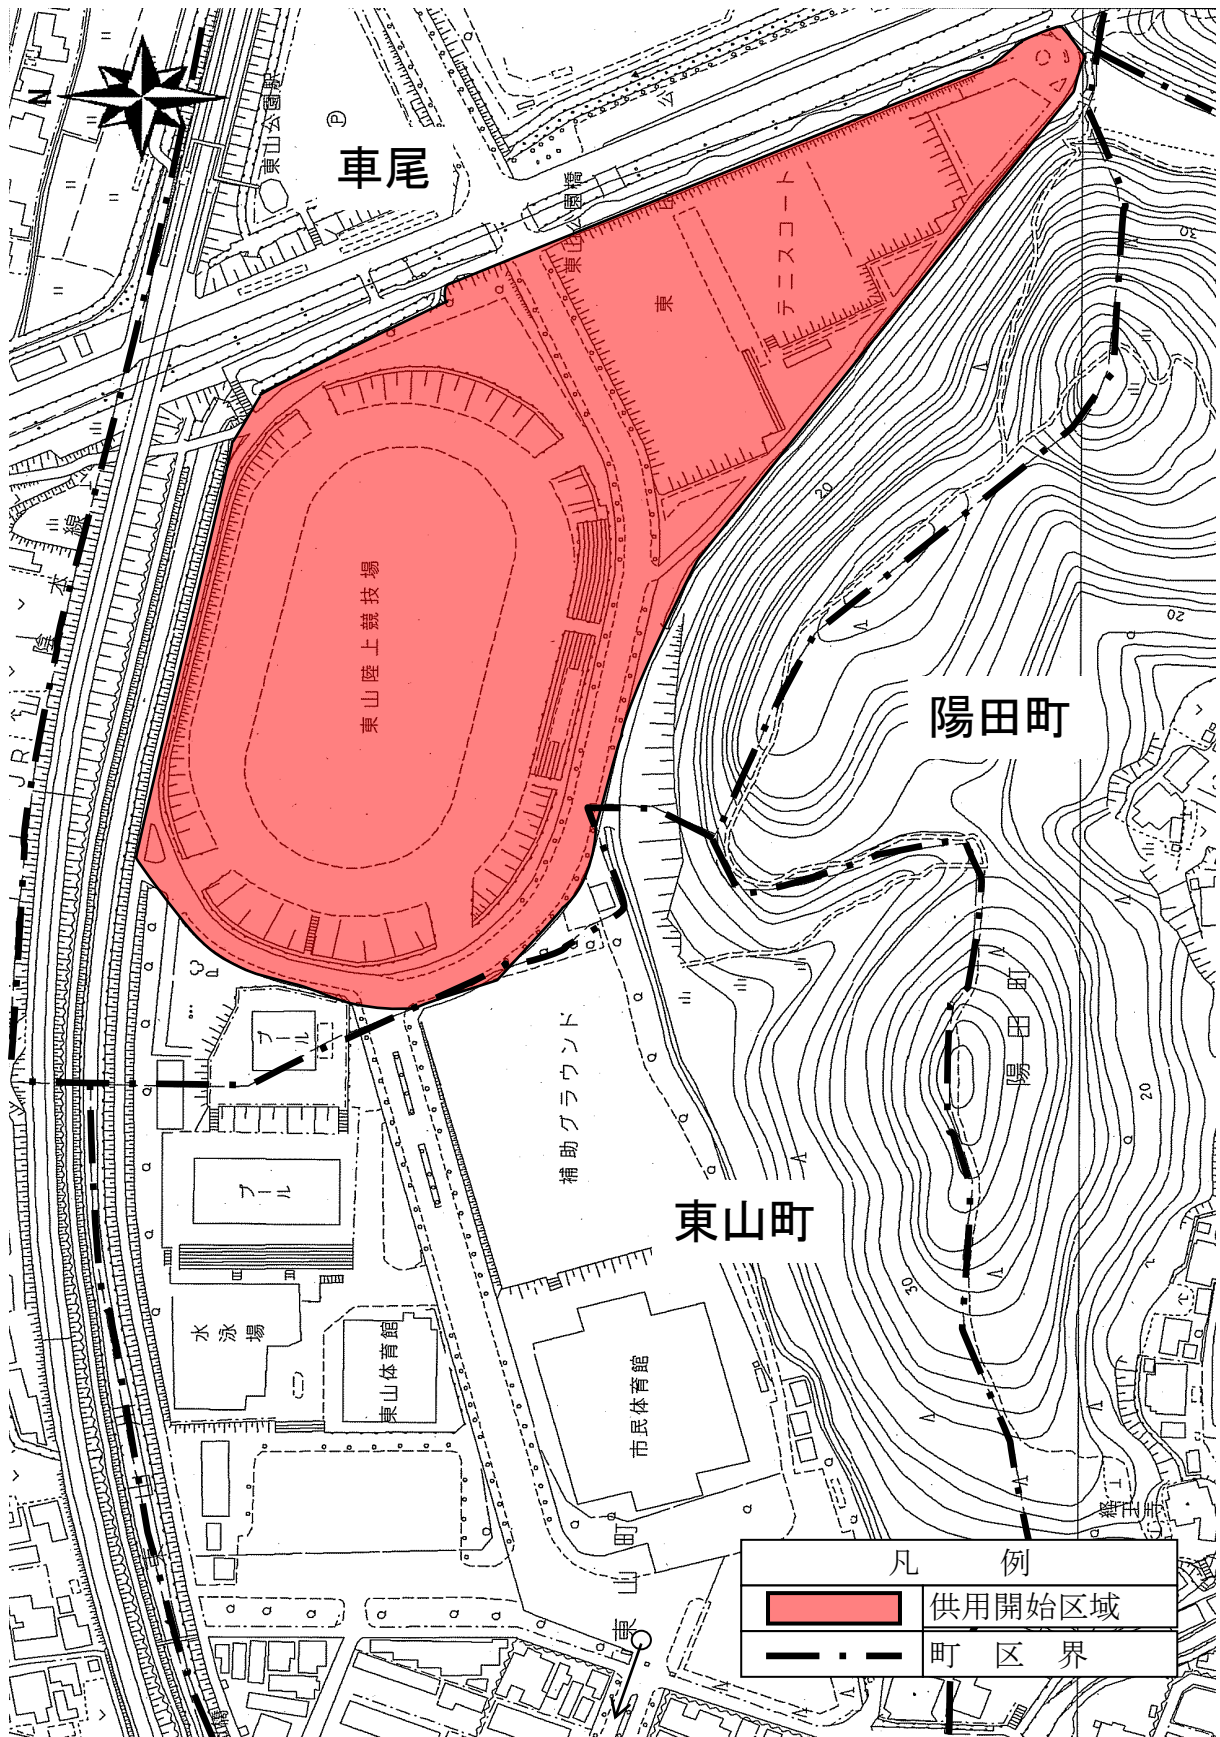 N
東山公園駅
P
車尾
公
東山公園橋
東
テニスコート
30
20
東山陸上競技場
JR山陰本線
20
陽田町
プール
補助グラウンド
陽田町
20
プール
東山町
30
水泳場
東山体育館
市民体育館
東山町
凡 例
供用開始区域
町 区 界